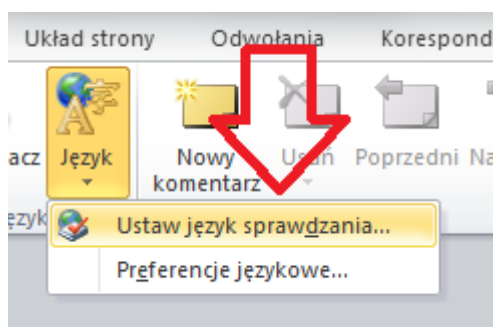 Układ strony Odwołania Korespond
acz Język Nowy komentarz Usuń Poprzedni Na
ęzyk
Ustaw język sprawdzania...
Preferencje językowe...